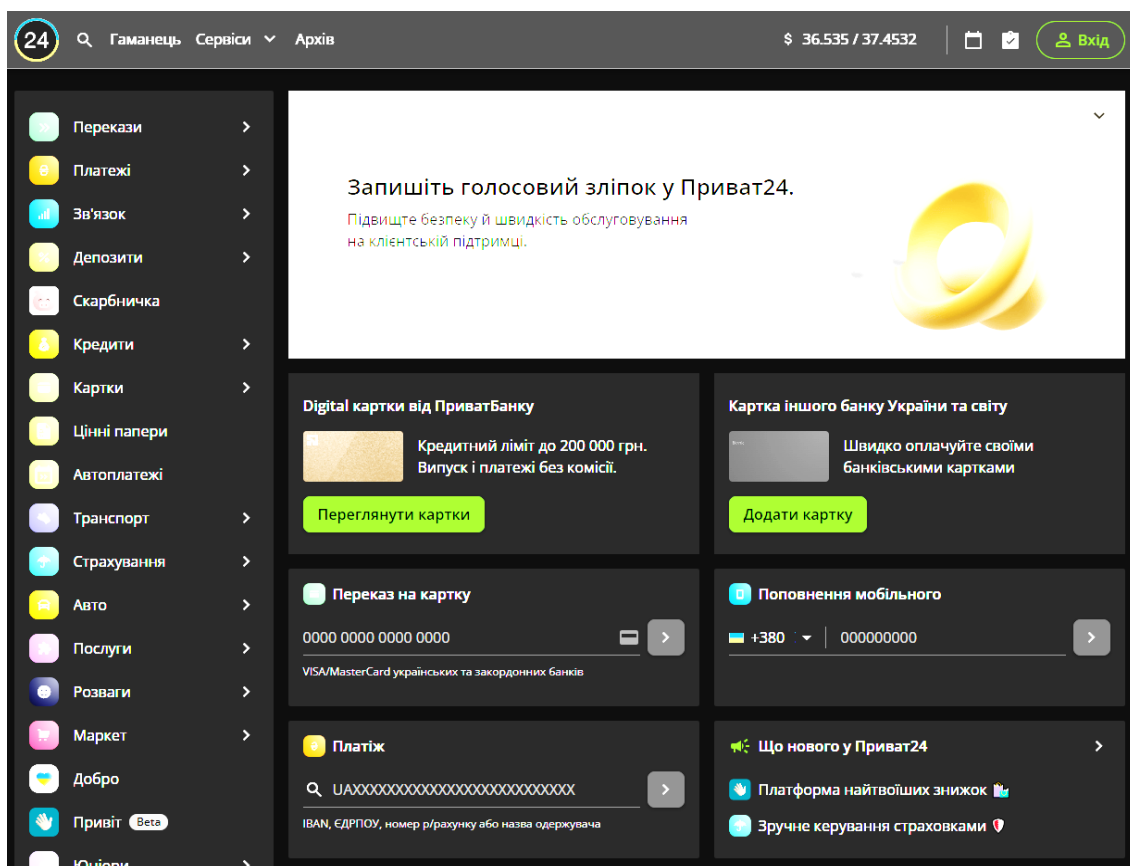 24 Гаманець Сервіси Архів $ 36.535 / 37.4532 Вхід
Перекази
Платежі
Зв'язок
Депозити
Скарбничка
Кредити
Картки
Цінні папери
Автоплатежі
Транспорт
Страхування
Авто
Послуги
Розваги
Маркет
Добро
Привіт Beta
Юніори
Запишіть голосовий зліпок у Приват24.
Підвищте безпеку й швидкість обслуговування
на клієнтській підтримці.
Digital картки від ПриватБанку
Кредитний ліміт до 200 000 грн.
Випуск і платежі без комісії.
Переглянути картки
Картка іншого банку України та світу
Швидко оплачуйте своїми
банківськими картками
Додати картку
Переказ на картку
0000 0000 0000 0000
VISA/MasterCard українських та закордонних банків
Поповнення мобільного
+380 000000000
Платіж
UAXXXXXXXXXXXXXXXXXXXXXXXXXXX
IBAN, ЄДРПОУ, номер р/рахунку або назва одержувача
Що нового у Приват24
Платформа найтвоїших знижок
Зручне керування страховками